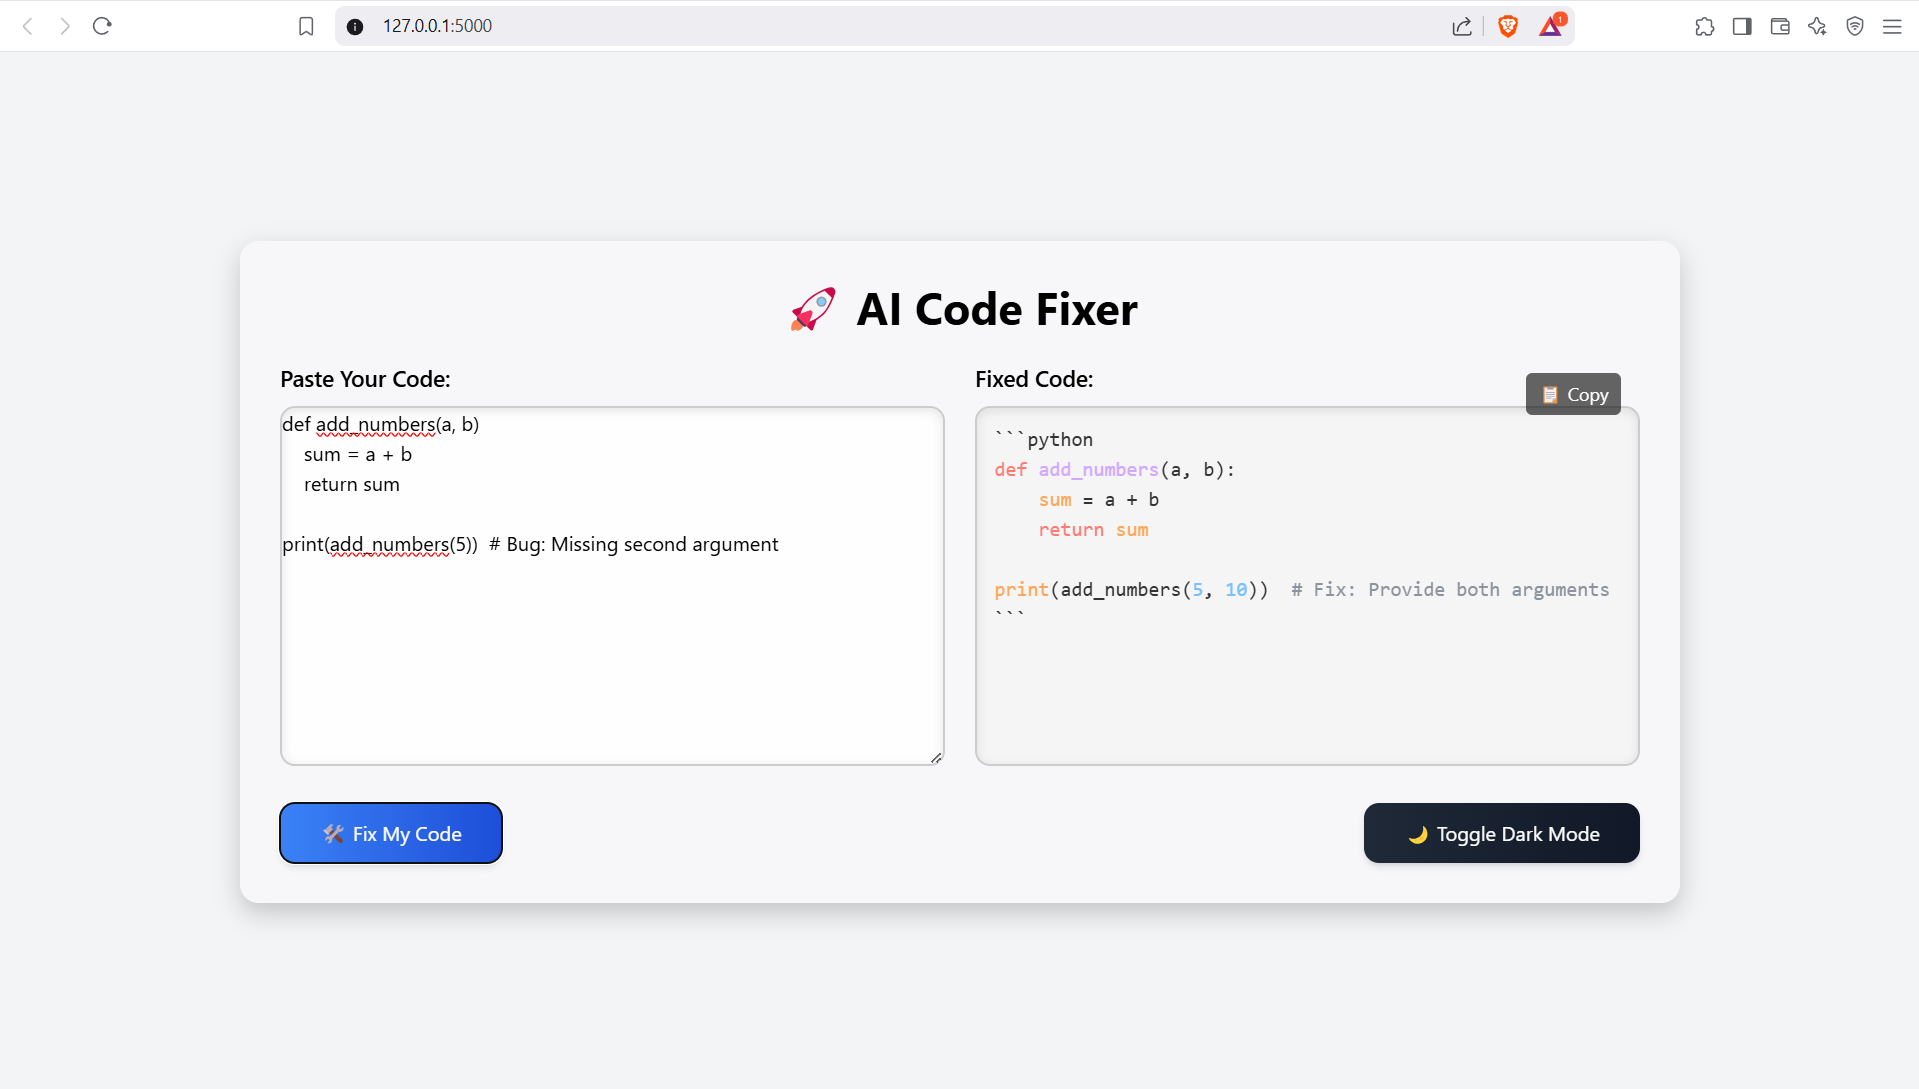 127.0.0.1:5000
1
🚀 AI Code Fixer
Paste Your Code:
def add_numbers(a, b)
    sum = a + b
    return sum

print(add_numbers(5))  # Bug: Missing second argument
Fixed Code:
📋 Copy
```python
def add_numbers(a, b):
    sum = a + b
    return sum

print(add_numbers(5, 10))  # Fix: Provide both arguments
```
🛠️ Fix My Code
🌙 Toggle Dark Mode